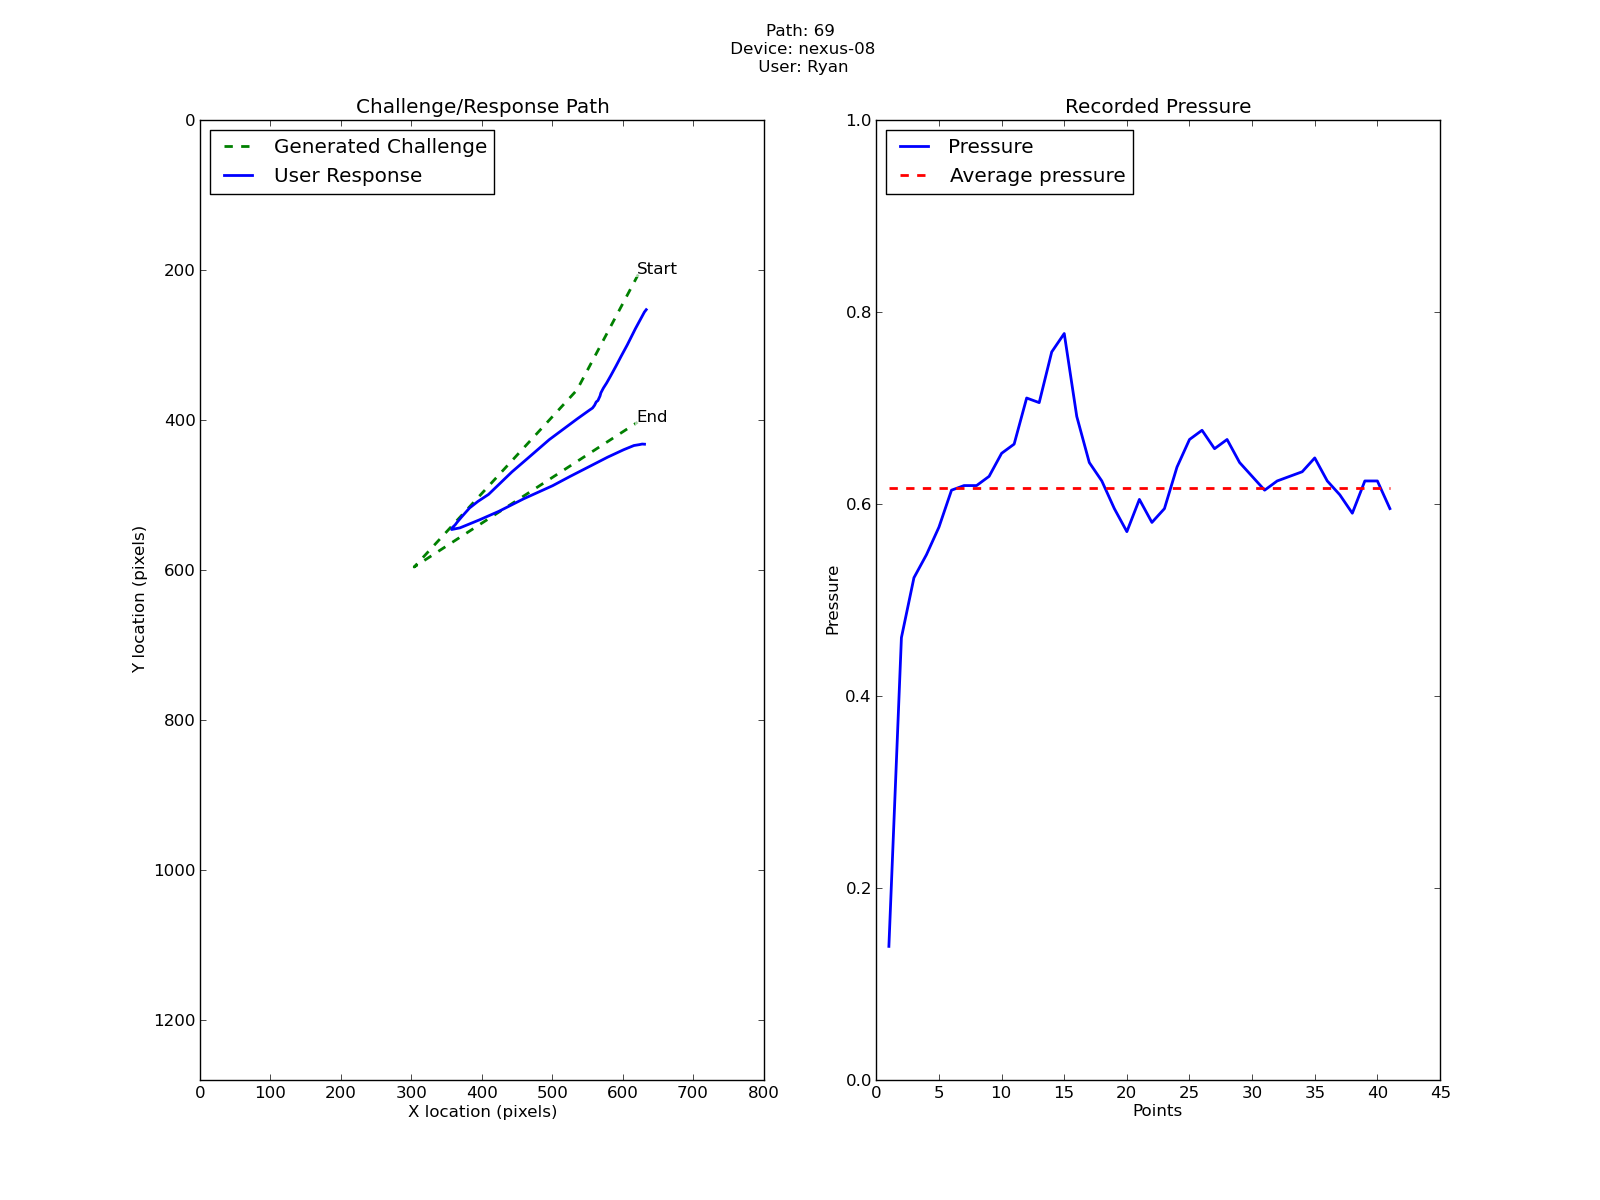 Path: 69
Device: nexus-08
User: Ryan
Challenge/Response Path
Generated Challenge
User Response
Start
End
0
200
400
600
800
1000
1200
Y location (pixels)
0 100 200 300 400 500 600 700 800
X location (pixels)
Recorded Pressure
Pressure
Average pressure
1.0
0.8
0.6
0.4
0.2
0.0
Pressure
0 5 10 15 20 25 30 35 40 45
Points